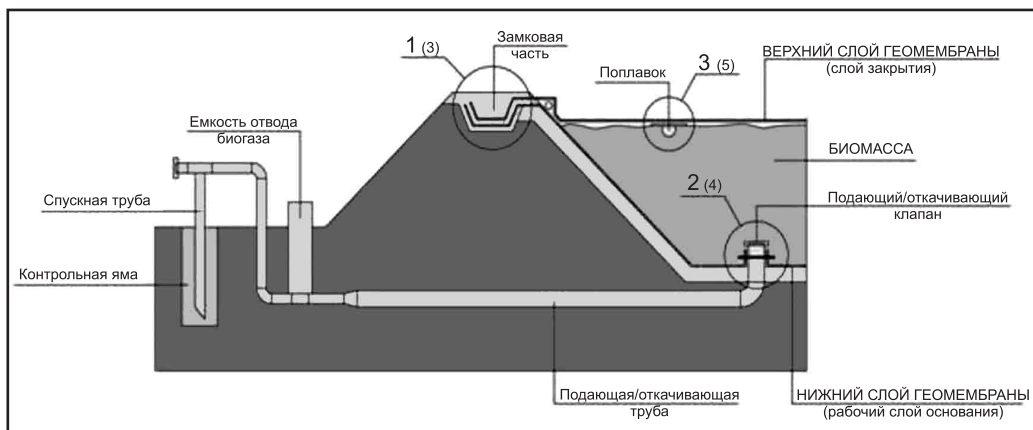 1 (3)
Замковая
часть
3 (5)
Поплавок
ВЕРХНИЙ СЛОЙ ГЕОМЕМБРАНЫ
(слой закрытия)
Емкость отвода
биогаза
БИОМАССА
2 (4)
Подающий/откачивающий
клапан
Спускная труба
Контрольная яма
Подающая/откачивающая
труба
НИЖНИЙ СЛОЙ ГЕОМЕМБРАНЫ
(рабочий слой основания)